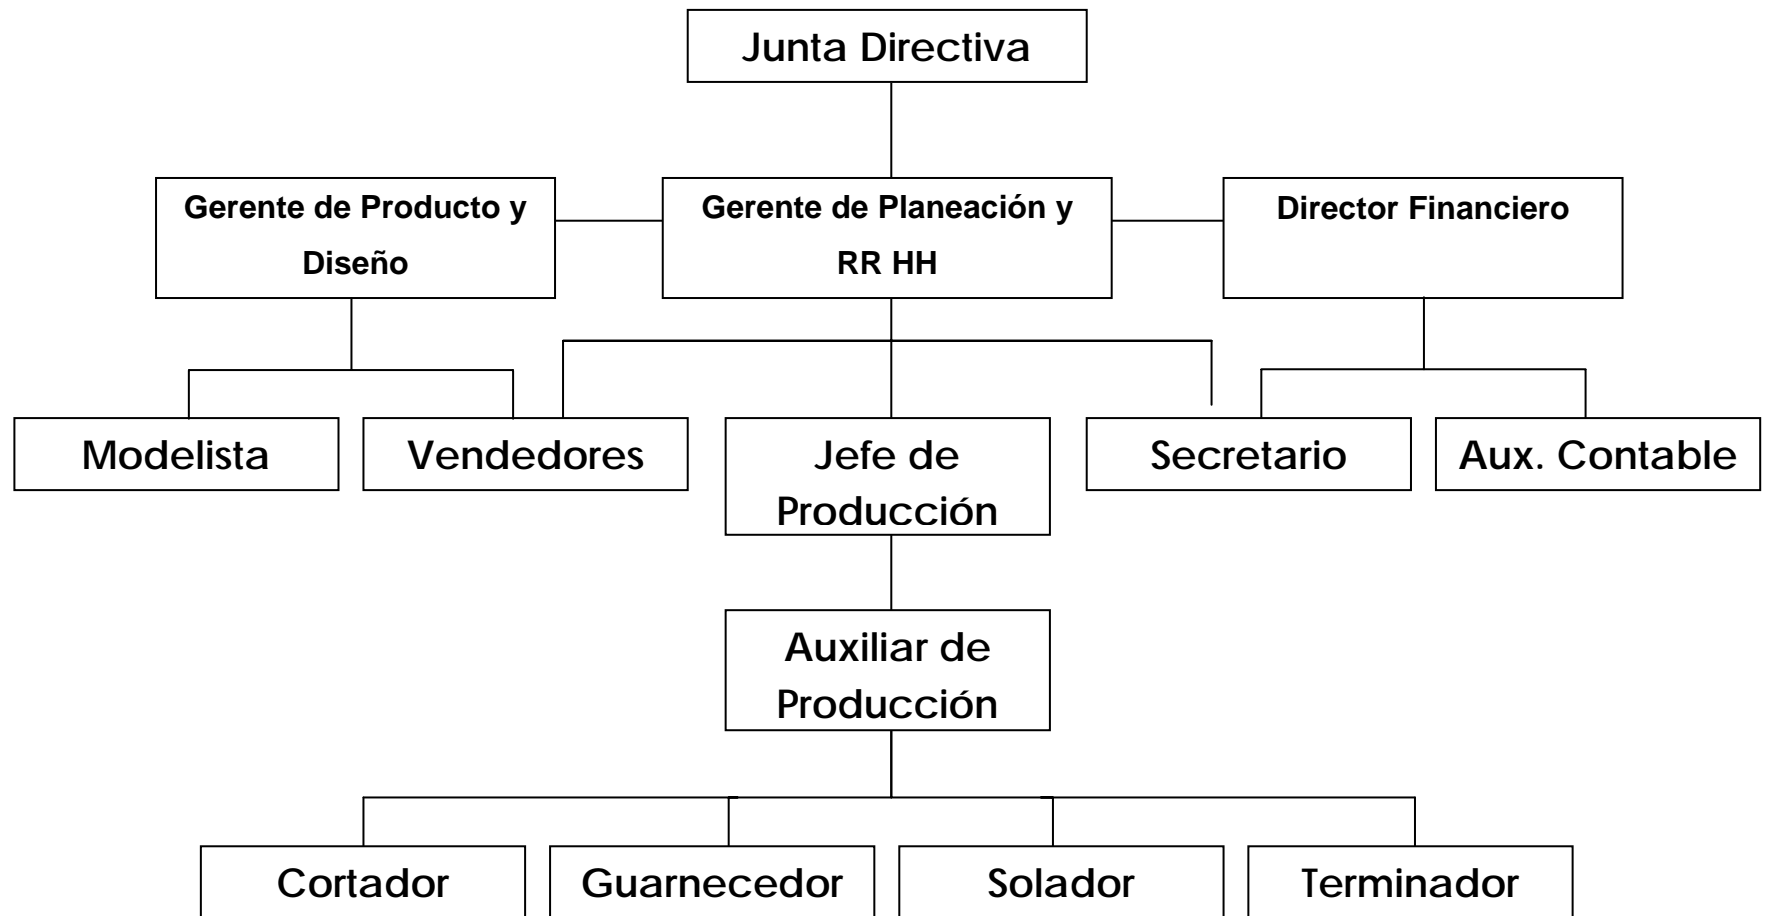 Junta Directiva
Gerente de Producto y
Diseño
Gerente de Planeación y
RR HH
Director Financiero
Modelista
Vendedores
Jefe de
Producción
Secretario
Aux. Contable
Auxiliar de
Producción
Cortador
Guarnecedor
Solador
Terminador